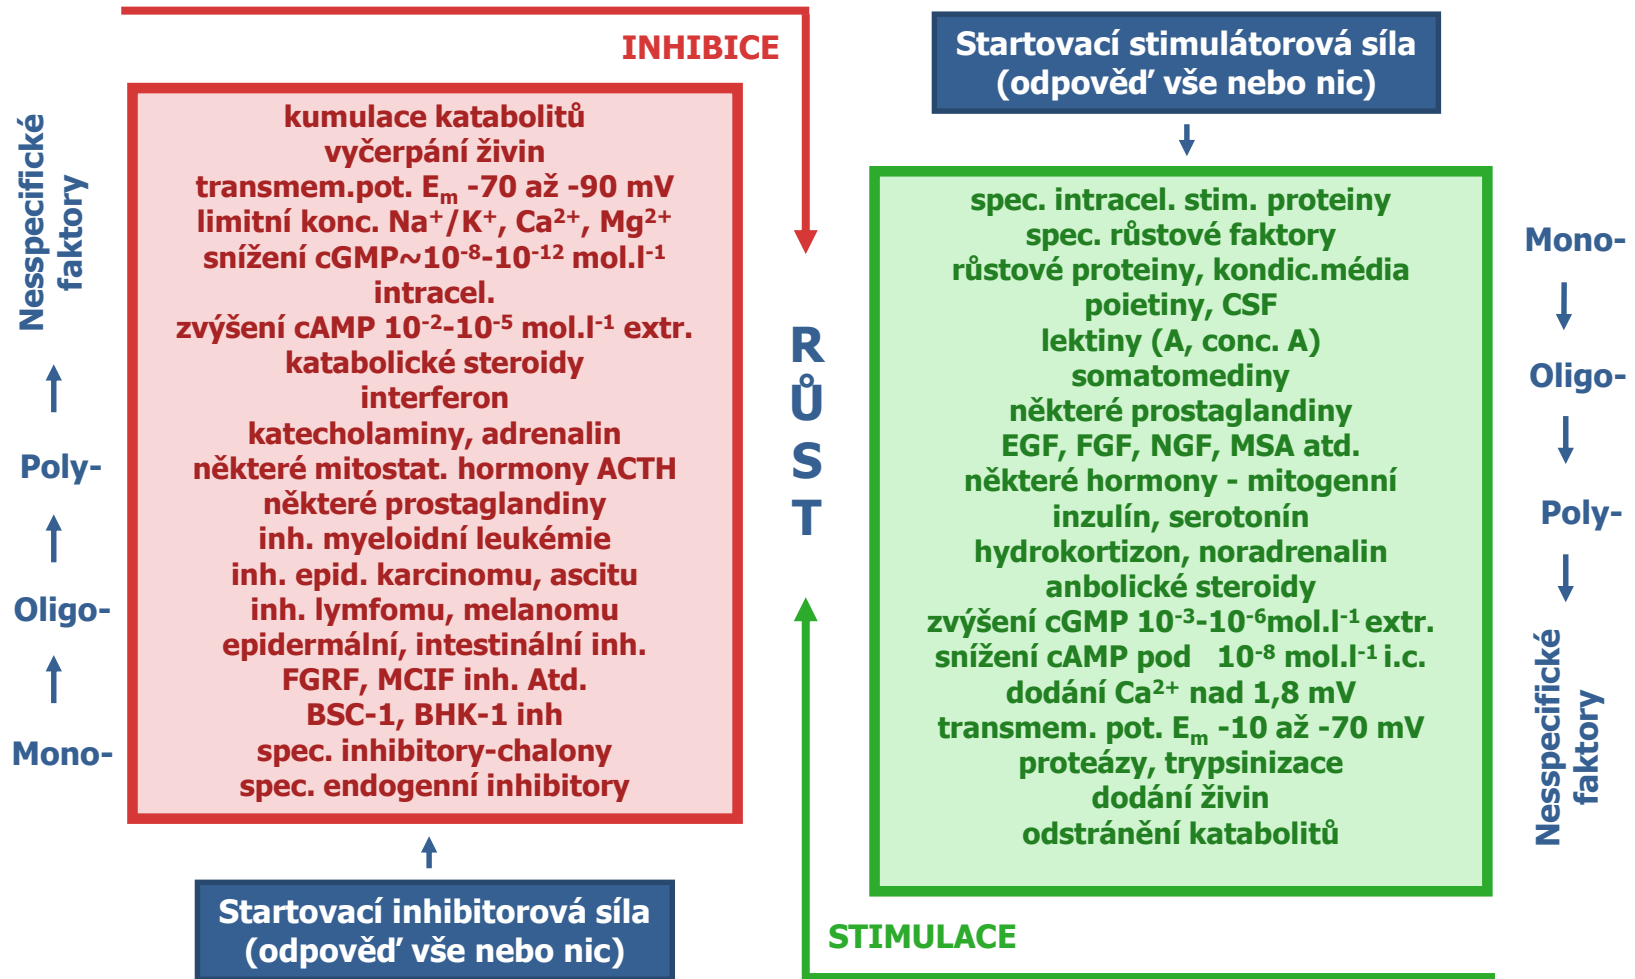 INHIBICE
Startovací stimulátorová síla
(odpověď vše nebo nic)
Nesspecifické
faktory
Poly-
Oligo-
Mono-
kumulace katabolitů
vyčerpání živin
transmem.pot. Eₘ -70 až -90 mV
limitní konc. Na⁺/K⁺, Ca²⁺, Mg²⁺
snížení cGMP~10⁻⁸-10⁻¹² mol.l⁻¹
intracel.
zvýšení cAMP 10⁻²-10⁻⁵ mol.l⁻¹ extr.
katabolické steroidy
interferon
katecholaminy, adrenalin
některé mitostat. hormony ACTH
některé prostaglandiny
inh. myeloidní leukémie
inh. epid. karcinomu, ascitu
inh. lymfomu, melanomu
epidermální, intestinální inh.
FGRF, MCIF inh. Atd.
BSC-1, BHK-1 inh
spec. inhibitory-chalony
spec. endogenní inhibitory
Startovací inhibitorová síla
(odpověď vše nebo nic)
R
Ů
S
T
spec. intracel. stim. proteiny
spec. růstové faktory
růstové proteiny, kondic.média
poietiny, CSF
lektiny (A, conc. A)
somatomediny
některé prostaglandiny
EGF, FGF, NGF, MSA atd.
některé hormony - mitogenní
inzulín, serotonín
hydrokortizon, noradrenalin
anbolické steroidy
zvýšení cGMP 10⁻³-10⁻⁶mol.l⁻¹ extr.
snížení cAMP pod 10⁻⁸ mol.l⁻¹ i.c.
dodání Ca²⁺ nad 1,8 mV
transmem. pot. Eₘ -10 až -70 mV
proteázy, trypsinizace
dodání živin
odstránění katabolitů
Mono-
Oligo-
Poly-
Nesspecifické
faktory
STIMULACE